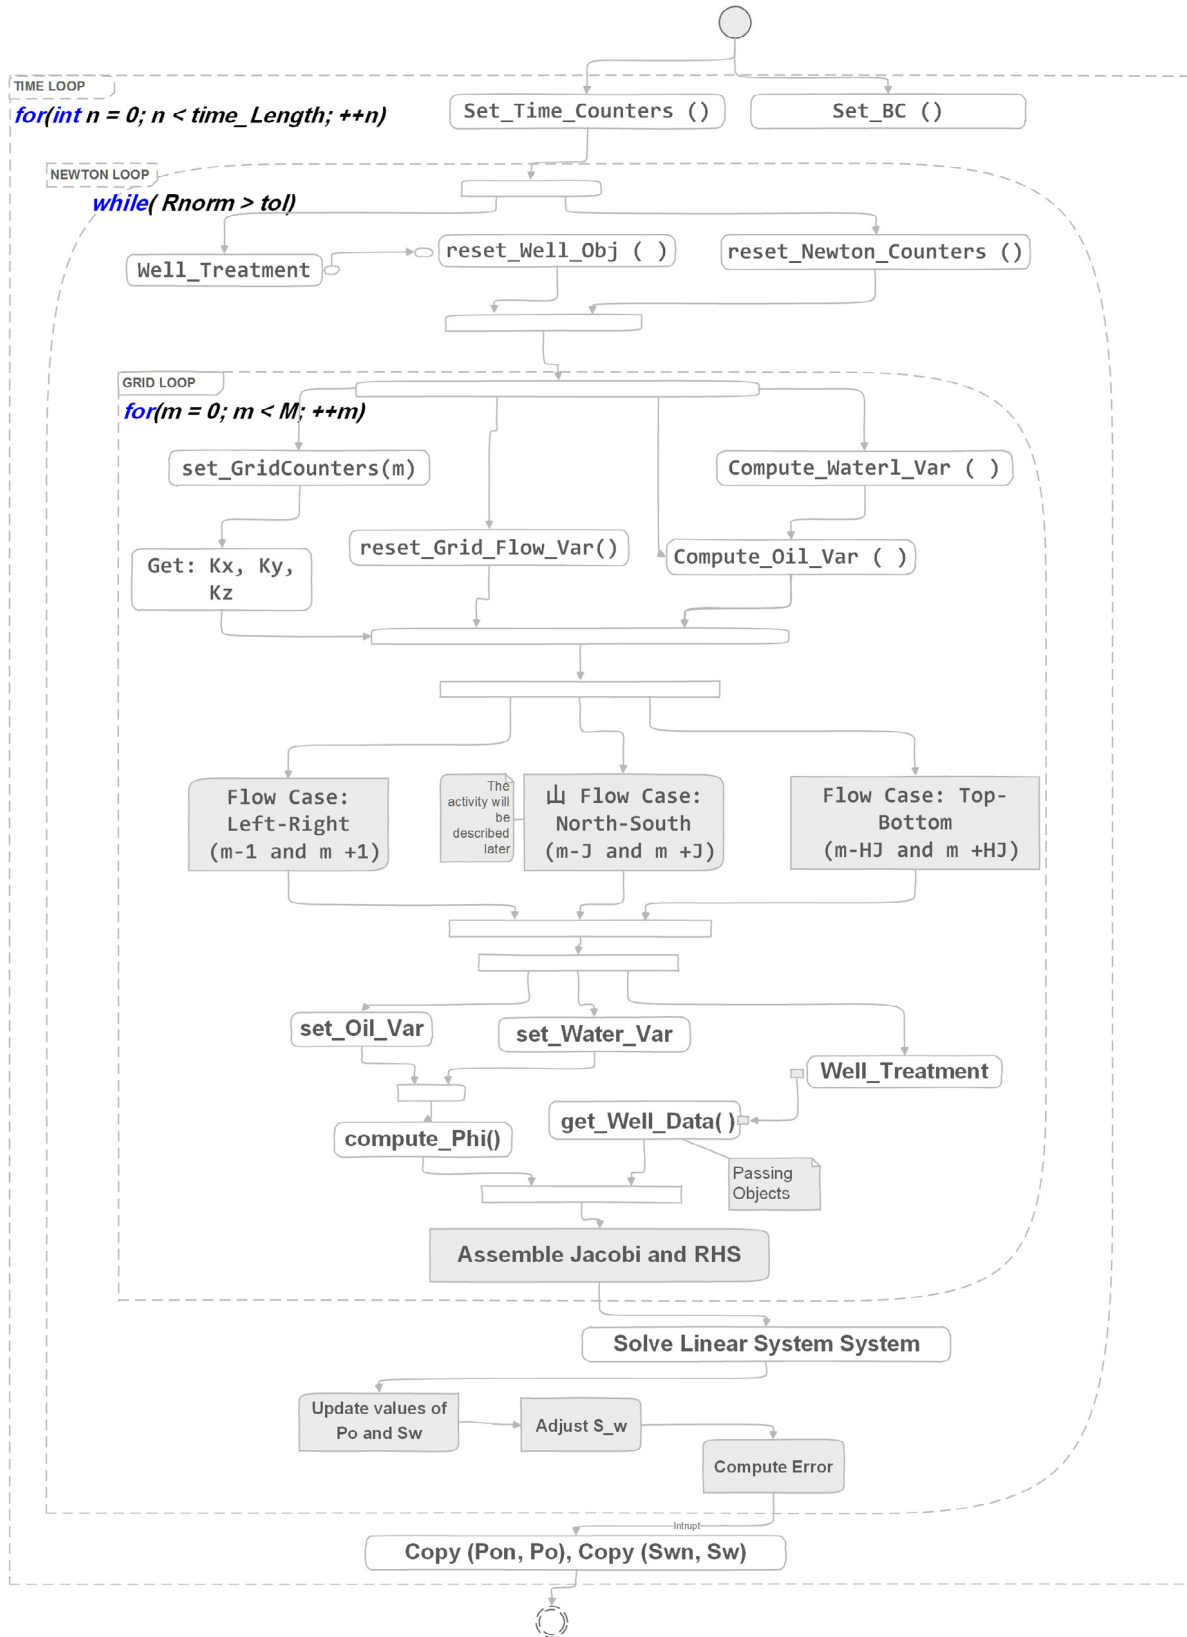 TIME LOOP
for(int n = 0; n < time_Length; ++n)
Set_Time_Counters ()
Set_BC ()
NEWTON LOOP
while( Rnorm > tol)
Well_Treatment
reset_Well_Obj ( )
reset_Newton_Counters ()
GRID LOOP
for(m = 0; m < M; ++m)
set_GridCounters(m)
Compute_Waterl_Var ( )
Get: Kx, Ky,
Kz
reset_Grid_Flow_Var()
Compute_Oil_Var ( )
Flow Case:
Left-Right
(m-1 and m +1)
The
activity will
be
described
later
Flow Case:
North-South
(m-J and m +J)
Flow Case: Top-
Bottom
(m-HJ and m +HJ)
set_Oil_Var
set_Water_Var
Well_Treatment
get_Well_Data( )
compute_Phi()
Passing
Objects
Assemble Jacobi and RHS
Solve Linear System System
Update values of
Po and Sw
Adjust S_w
Compute Error
Intrupt
Copy (Pon, Po), Copy (Swn, Sw)